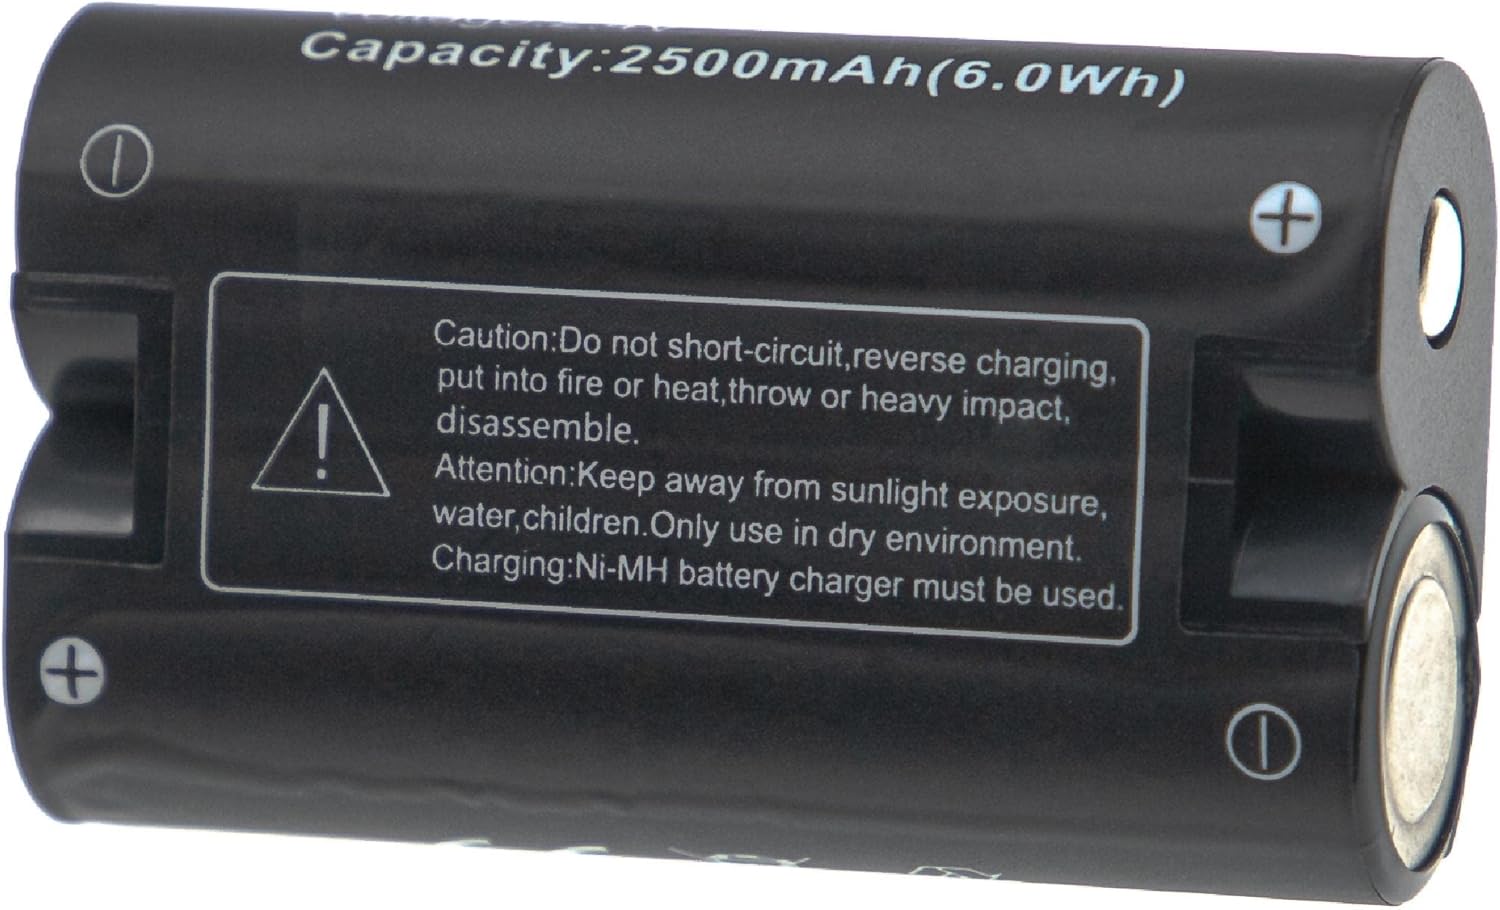 Capacity:2500mAh(6.0Wh)
Caution:Do not short-circuit,reverse charging,
put into fire or heat,throw or heavy impact,
disassemble.
Attention:Keep away from sunlight exposure,
water,children.Only use in dry environment.
Charging:Ni-MH battery charger must be used.